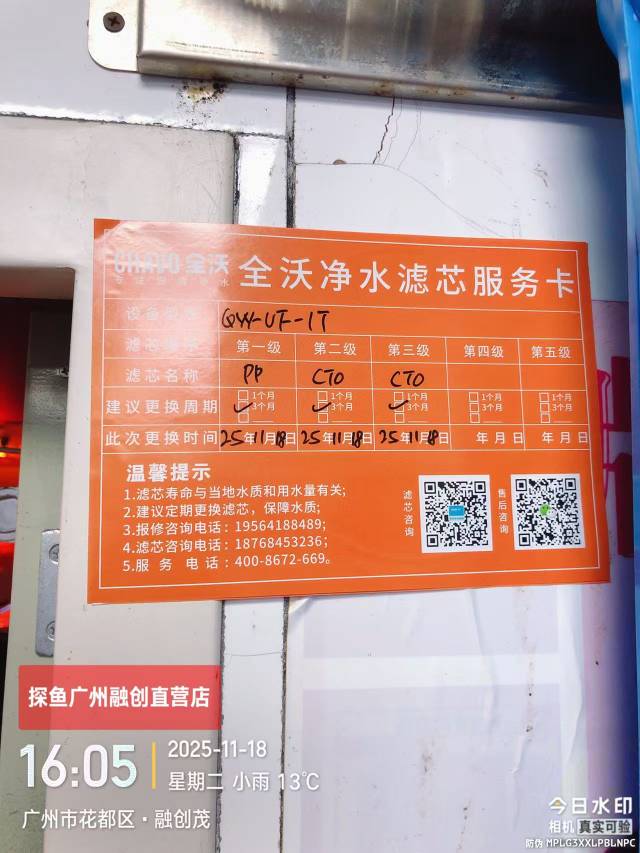 全沃
全沃净水滤芯服务卡
设备型号 QW-UF-1T
滤芯 第一级 第二级 第三级 第四级 第五级
滤芯名称 PP CTO CTO
建议更换周期 □1个月 □1个月 □1个月 □1个月 □1个月
☑3个月 ☑3个月 ☑3个月 □3个月 □3个月
此次更换时间 25年11月18日 25年11月18日 25年11月18日 年月日 年月日
温馨提示
1.滤芯寿命与当地水质和用水量有关;
2.建议定期更换滤芯，保障水质;
3.报修咨询电话:19564188489;
4.滤芯咨询电话:18768453236;
5.服务电话:400-8672-669。
滤芯咨询
售后咨询
探鱼广州融创直营店
16:05
2025-11-18
星期二 小雨 13℃
广州市花都区·融创茂
今日水印
相机 真实可验
防伪 MPLG3XXLPBLNPC